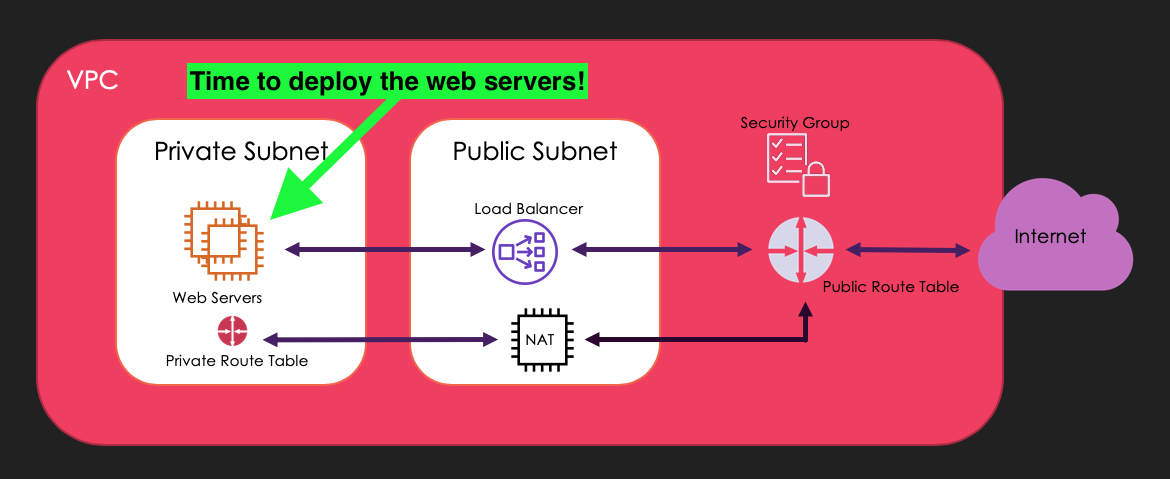 VPC
Time to deploy the web servers!
Private Subnet
Public Subnet
Security Group
Load Balancer
Internet
Web Servers
Public Route Table
NAT
Private Route Table